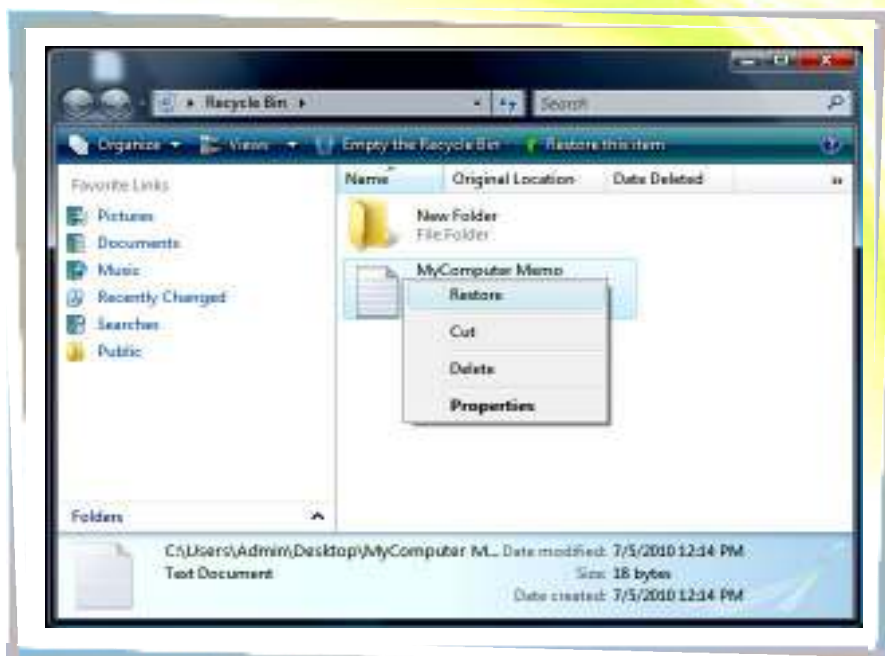 Recycle Bin
Search
Organize Views Empty the Recycle Bin Restore this item
Favorite Links
Pictures
Documents
Music
Recently Changed
Searches
Public
Folders
Name Original Location Date Deleted
New Folder
File Folder
MyComputer Memo
Restore
Cut
Delete
Properties
C:\Users\Admin\Desktop\MyComputer M... Date modified: 7/5/2010 12:14 PM
Text Document Size: 18 bytes
Date created: 7/5/2010 12:14 PM